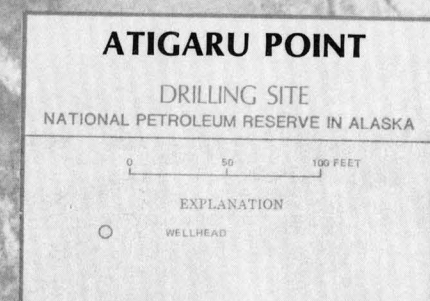 ATIGARU POINT
DRILLING SITE
NATIONAL PETROLEUM RESERVE IN ALASKA
0 50 100 FEET
EXPLANATION
WELLHEAD